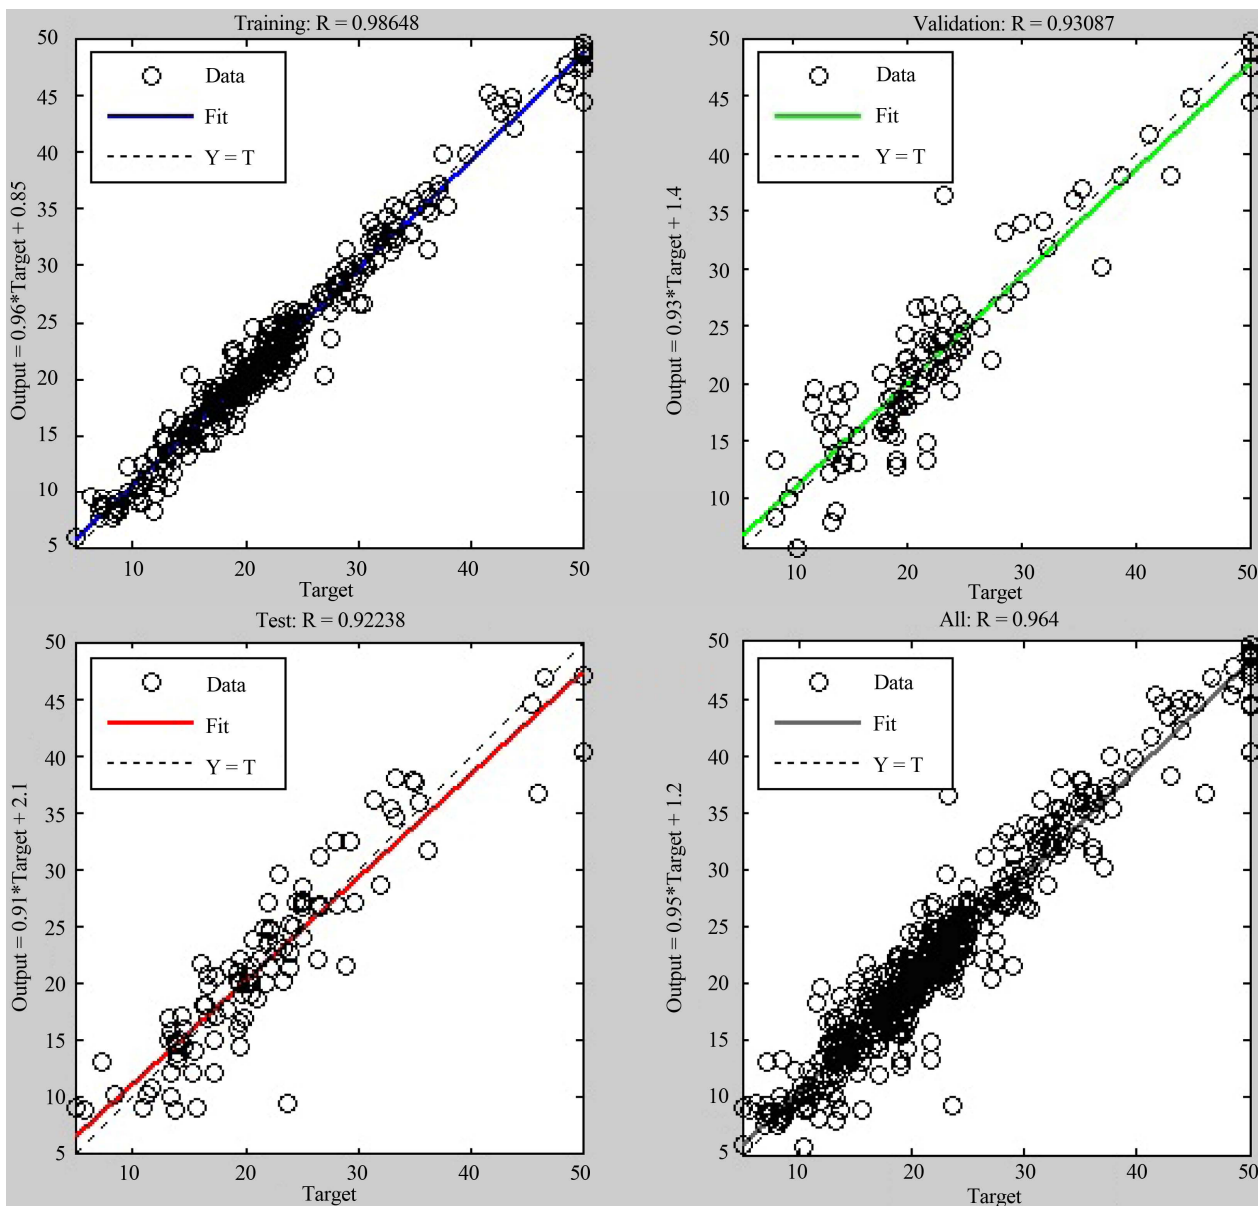 Training: R = 0.98648
50
45
40
35
30
25
20
15
10
5
Data
Fit
Y = T
Output = 0.96*Target + 0.85
10
20
30
40
50
Target
Validation: R = 0.93087
50
45
40
35
30
25
20
15
10
Data
Fit
Y = T
Output = 0.93*Target + 1.4
10
20
30
40
50
Target
Test: R = 0.92238
50
45
40
35
30
25
20
15
10
5
Data
Fit
Y = T
Output = 0.91*Target + 2.1
10
20
30
40
50
Target
All: R = 0.964
50
45
40
35
30
25
20
15
10
5
Data
Fit
Y = T
Output = 0.95*Target + 1.2
10
20
30
40
50
Target